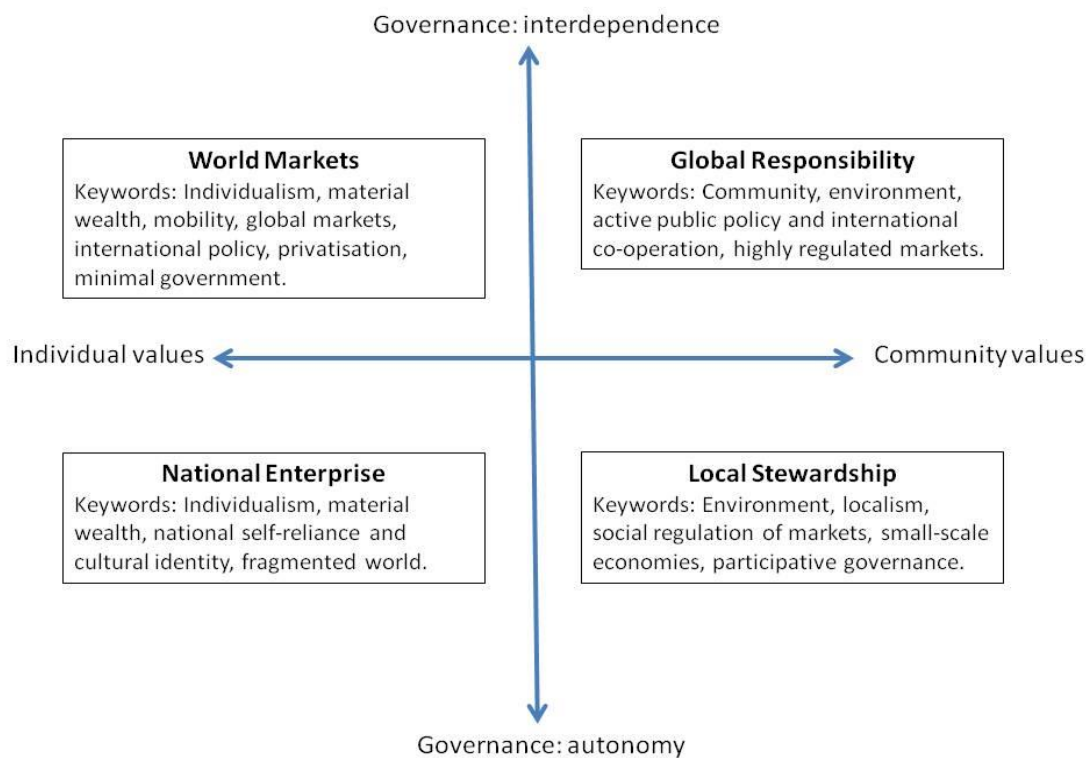 Governance: interdependence
World Markets
Keywords: Individualism, material
wealth, mobility, global markets,
international policy, privatisation,
minimal government.
Global Responsibility
Keywords: Community, environment,
active public policy and international
co-operation, highly regulated markets.
Individual values
Community values
National Enterprise
Keywords: Individualism, material
wealth, national self-reliance and
cultural identity, fragmented world.
Local Stewardship
Keywords: Environment, localism,
social regulation of markets, small-scale
economies, participative governance.
Governance: autonomy